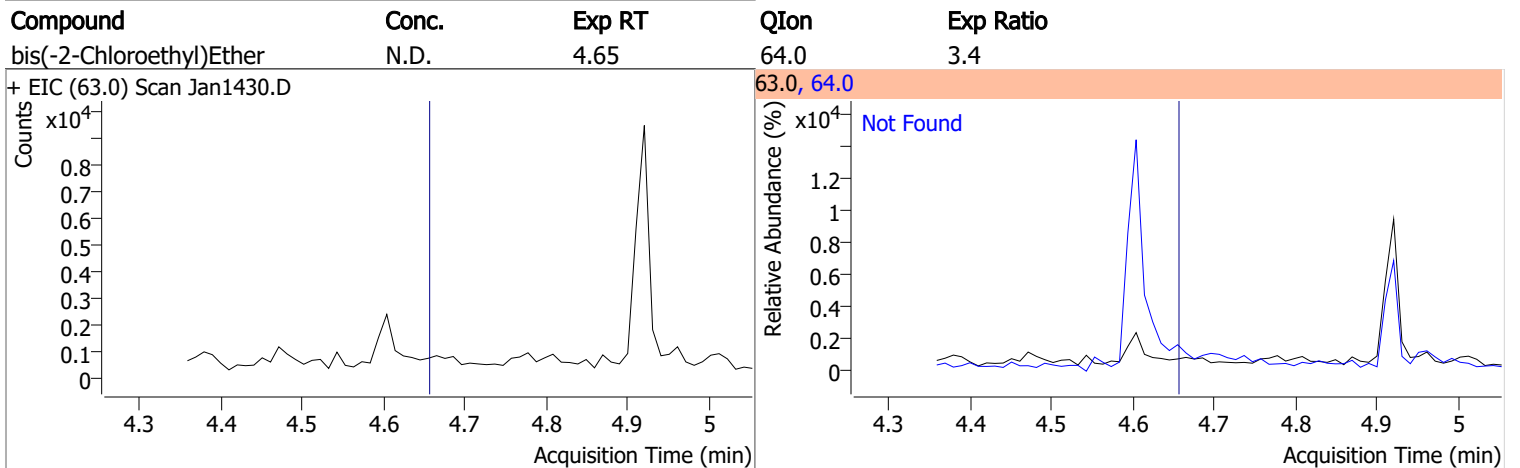 Compound Conc. Exp RT QIon Exp Ratio
bis(-2-Chloroethyl)Ether N.D. 4.65 64.0 3.4
+ EIC (63.0) Scan Jan1430.D
Counts
x10⁴
0.8
0.7
0.6
0.5
0.4
0.3
0.2
0.1
0
4.3 4.4 4.5 4.6 4.7 4.8 4.9 5
Acquisition Time (min)
63.0, 64.0
Relative Abundance (%)
x10⁴
Not Found
1.2
1
0.8
0.6
0.4
0.2
0
4.3 4.4 4.5 4.6 4.7 4.8 4.9 5
Acquisition Time (min)